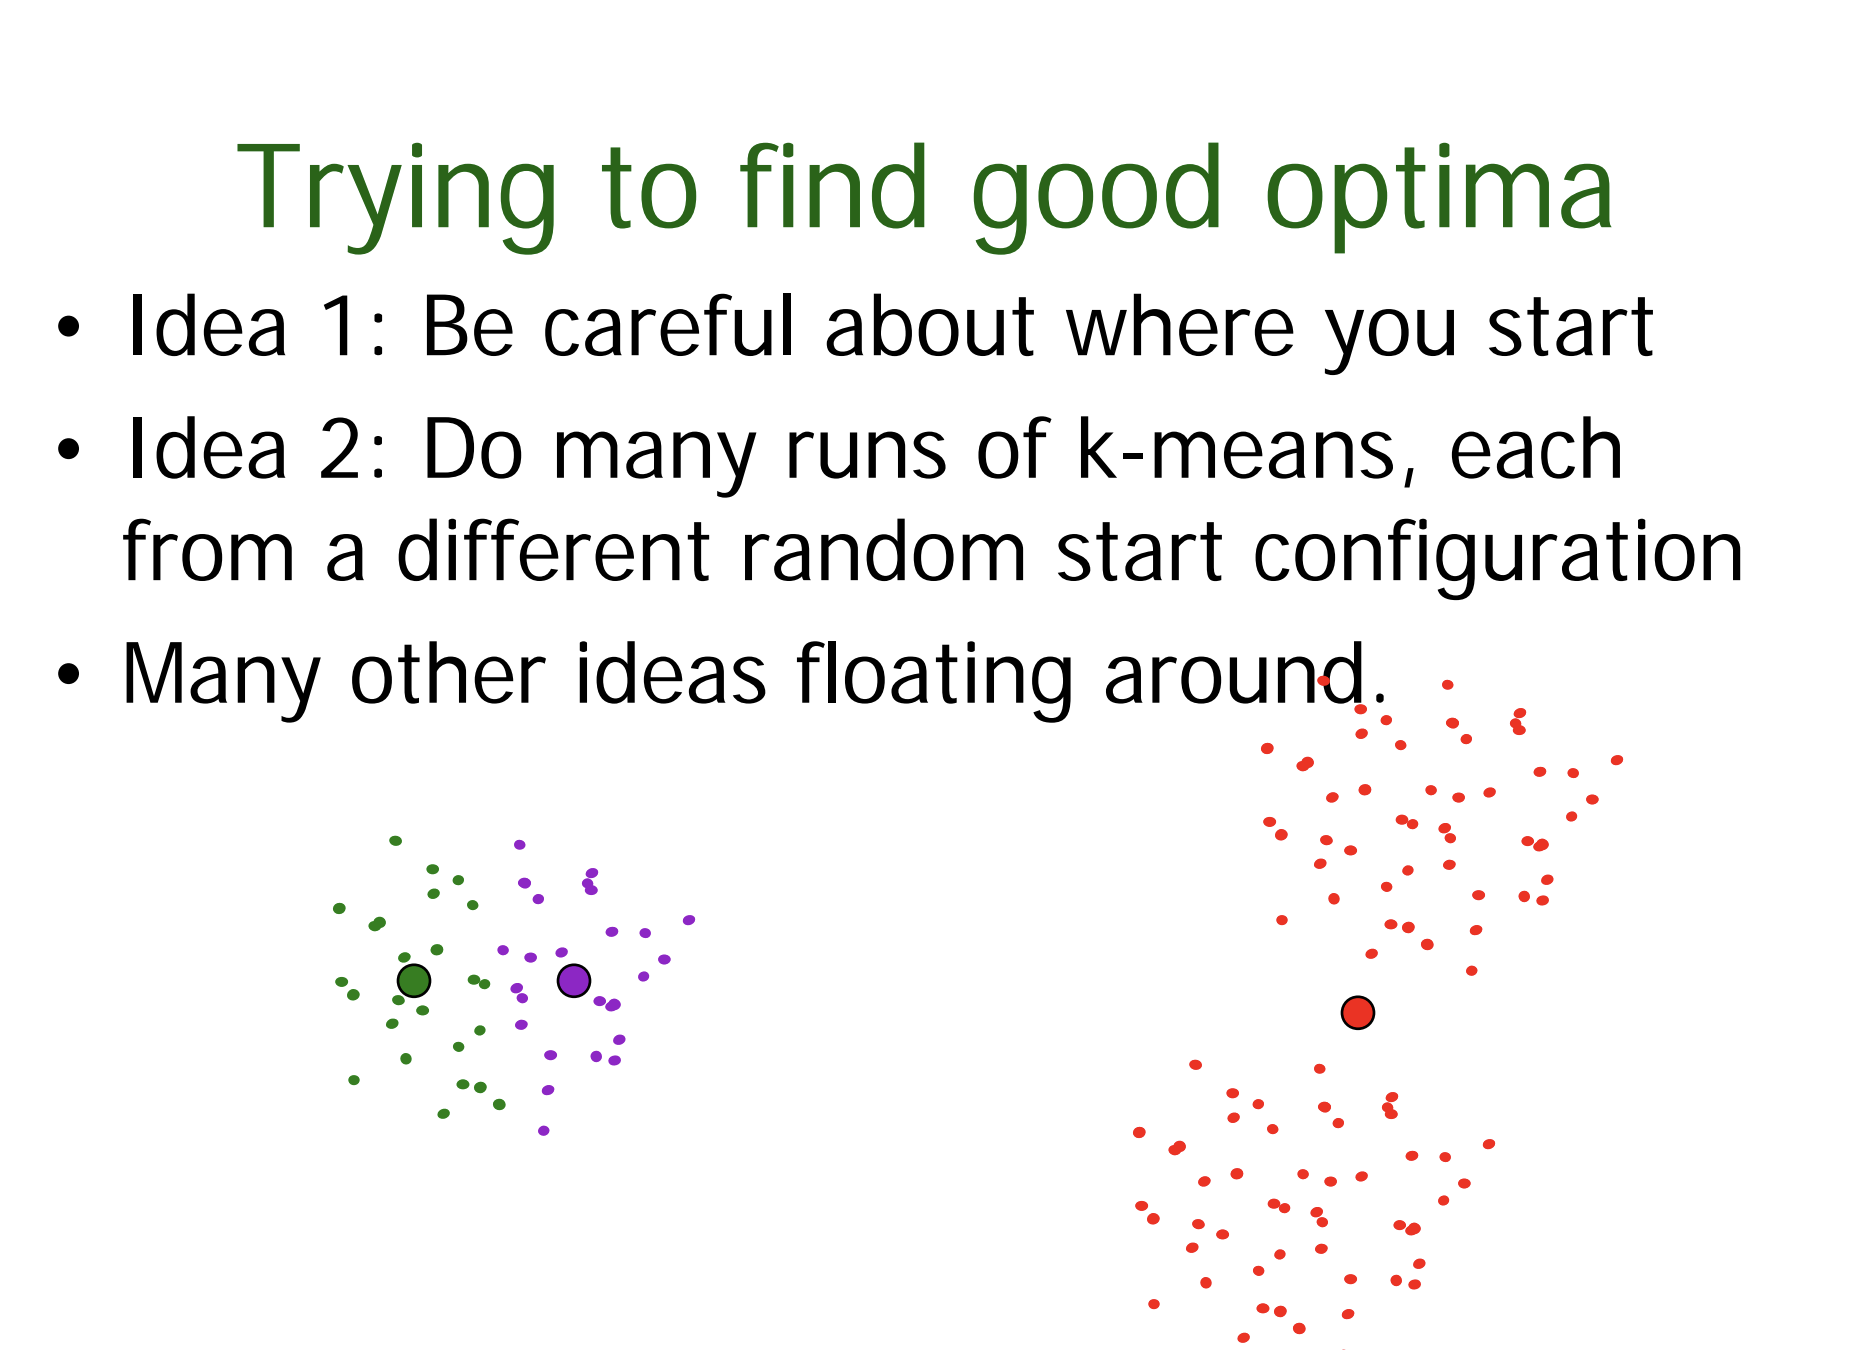 Trying to find good optima
• Idea 1: Be careful about where you start
• Idea 2: Do many runs of k-means, each
from a different random start configuration
• Many other ideas floating around.